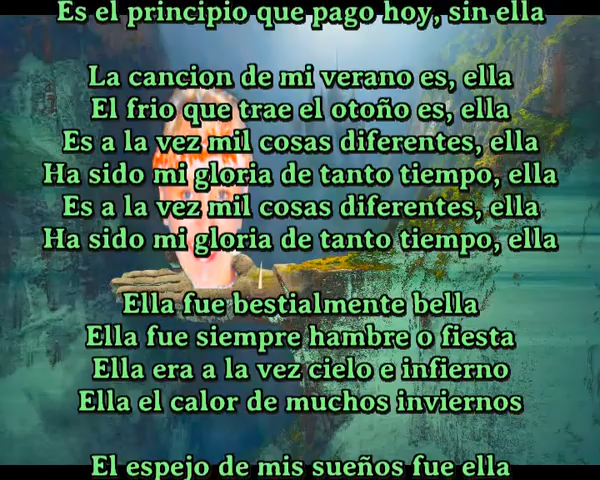 Es el principio que pago hoy, sin ella
La cancion de mi verano es, ella
El frio que trae el otoño es, ella
Es a la vez mil cosas diferentes, ella
Ha sido mi gloria de tanto tiempo, ella
Es a la vez mil cosas diferentes, ella
Ha sido mi gloria de tanto tiempo, ella
Ella fue bestialmente bella
Ella fue siempre hambre o fiesta
Ella era a la vez cielo e infierno
Ella el calor de muchos inviernos
El espejo de mis sueños fue ella